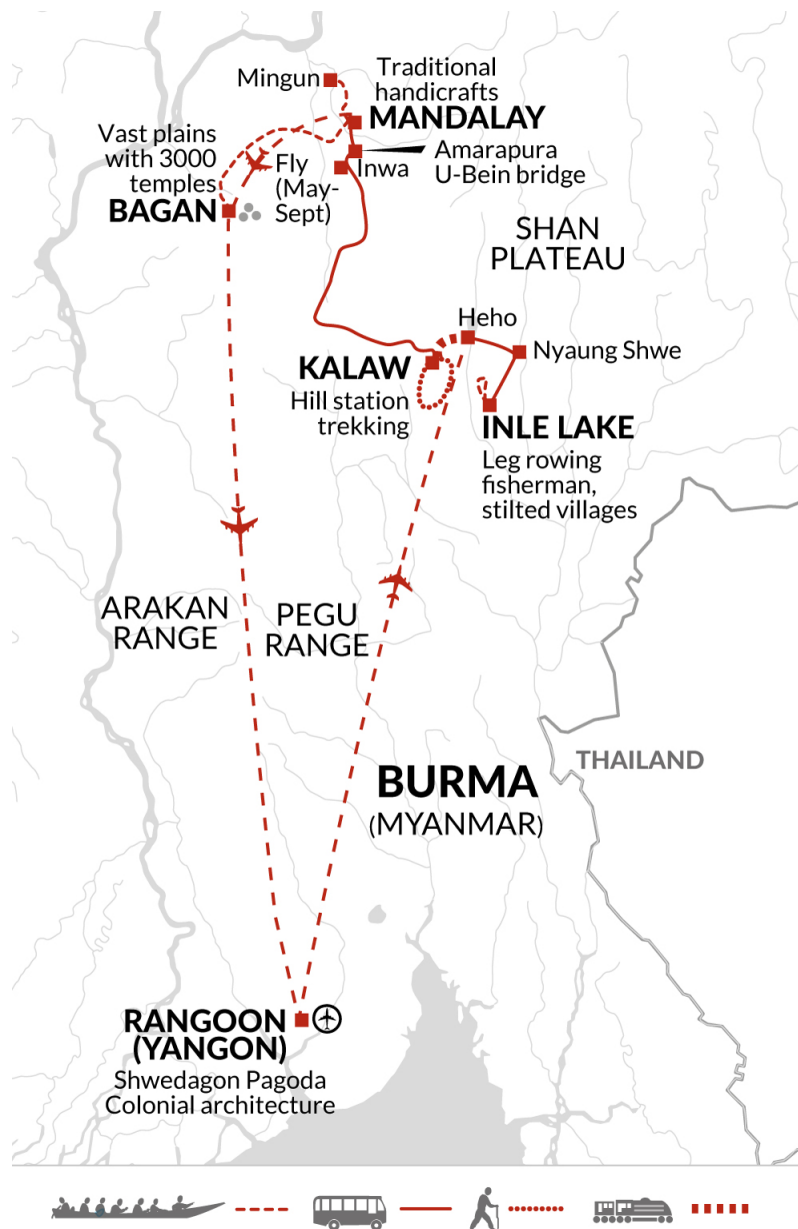 Mingun
Traditional
handicrafts
MANDALAY
Vast plains
with 3000
temples
BAGAN
Fly
(May-
Sept)
Inwa
Amarapura
U-Bein bridge
SHAN
PLATEAU
Heho
Nyaung Shwe
KALAW
Hill station
trekking
INLE LAKE
Leg rowing
fisherman,
stilted villages
ARAKAN
RANGE
PEGU
RANGE
THAILAND
BURMA
(MYANMAR)
RANGOON
(YANGON)
Shwedagon Pagoda
Colonial architecture